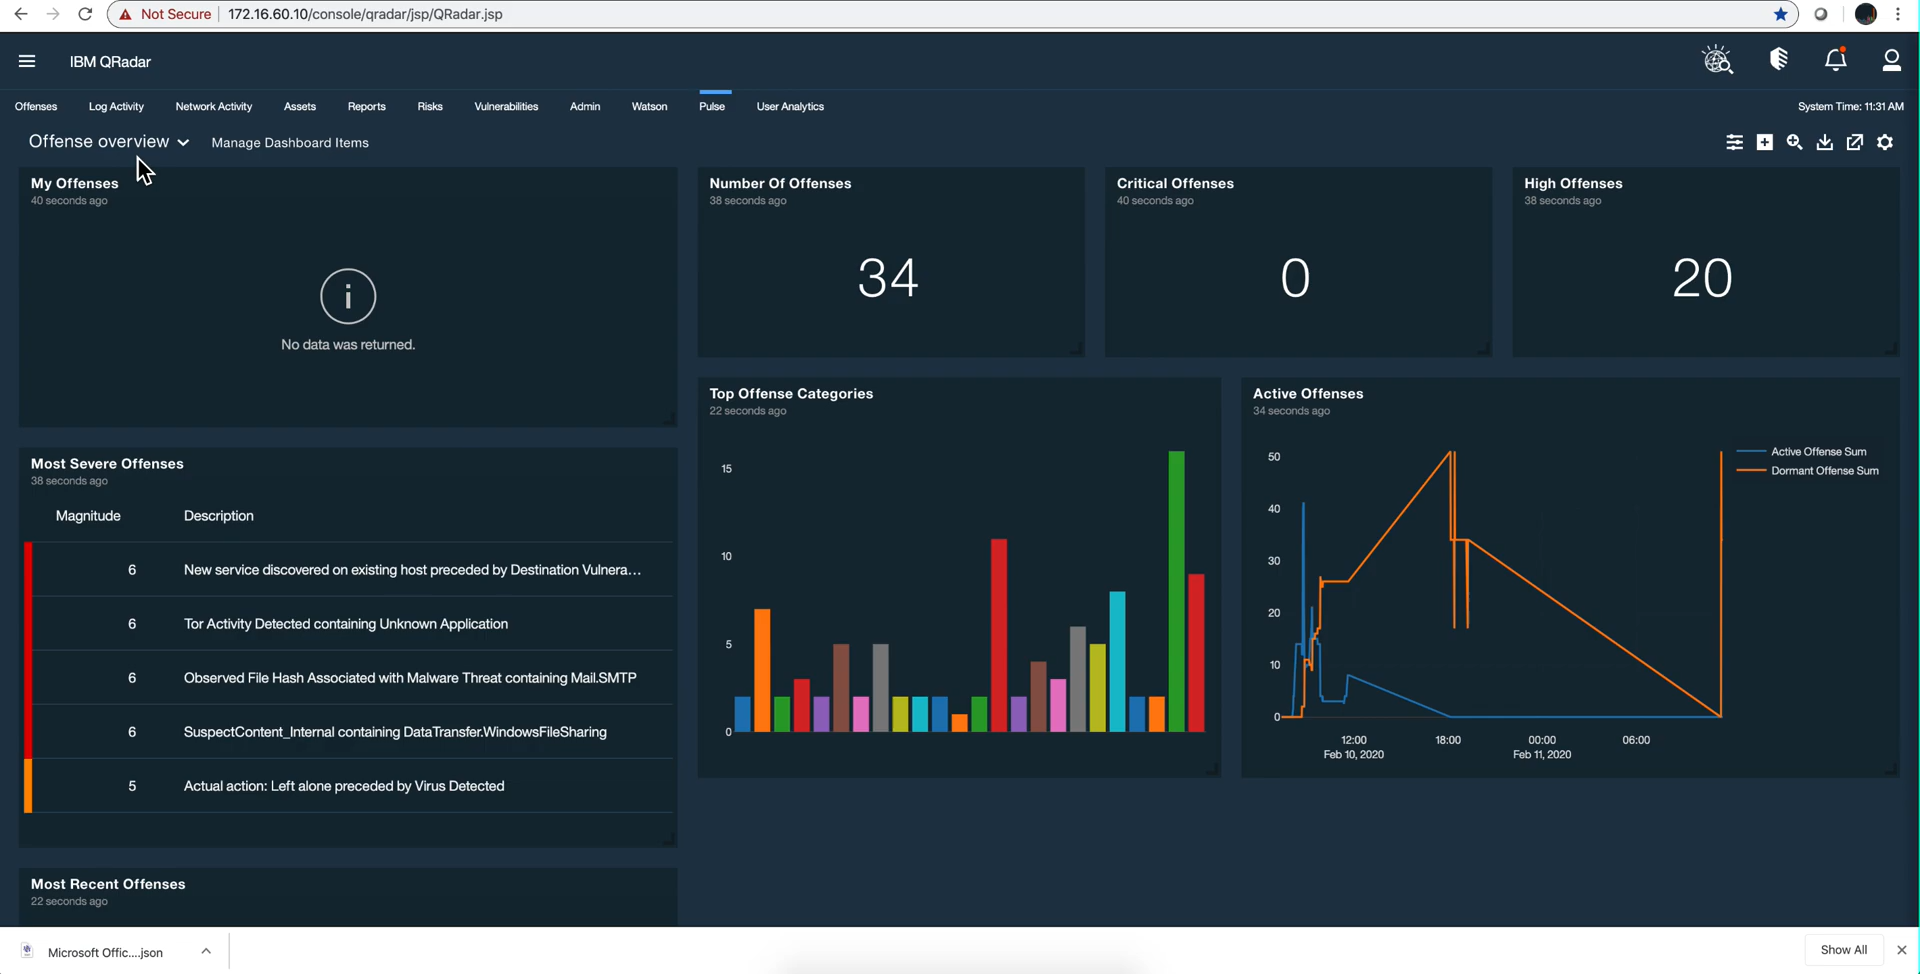 Not Secure
172.16.60.10/console/qradar/jsp/QRadar.jsp
IBM QRadar
Offenses
Log Activity
Network Activity
Assets
Reports
Risks
Vulnerabilities
Admin
Watson
Pulse
User Analytics
System Time: 11:31 AM
Offense overview
Manage Dashboard Items
My Offenses
40 seconds ago
i
No data was returned.
Number Of Offenses
38 seconds ago
34
Critical Offenses
40 seconds ago
0
High Offenses
38 seconds ago
20
Most Severe Offenses
38 seconds ago
Magnitude Description
6 New service discovered on existing host preceded by Destination Vulnera...
6 Tor Activity Detected containing Unknown Application
6 Observed File Hash Associated with Malware Threat containing Mail.SMTP
6 SuspectContent_Internal containing DataTransfer.WindowsFileSharing
5 Actual action: Left alone preceded by Virus Detected
Top Offense Categories
22 seconds ago
15
10
5
0
Active Offenses
34 seconds ago
50
40
30
20
10
0
12:00
Feb 10, 2020
18:00
00:00
Feb 11, 2020
06:00
Active Offense Sum
Dormant Offense Sum
Most Recent Offenses
22 seconds ago
Microsoft Offic....json
Show All